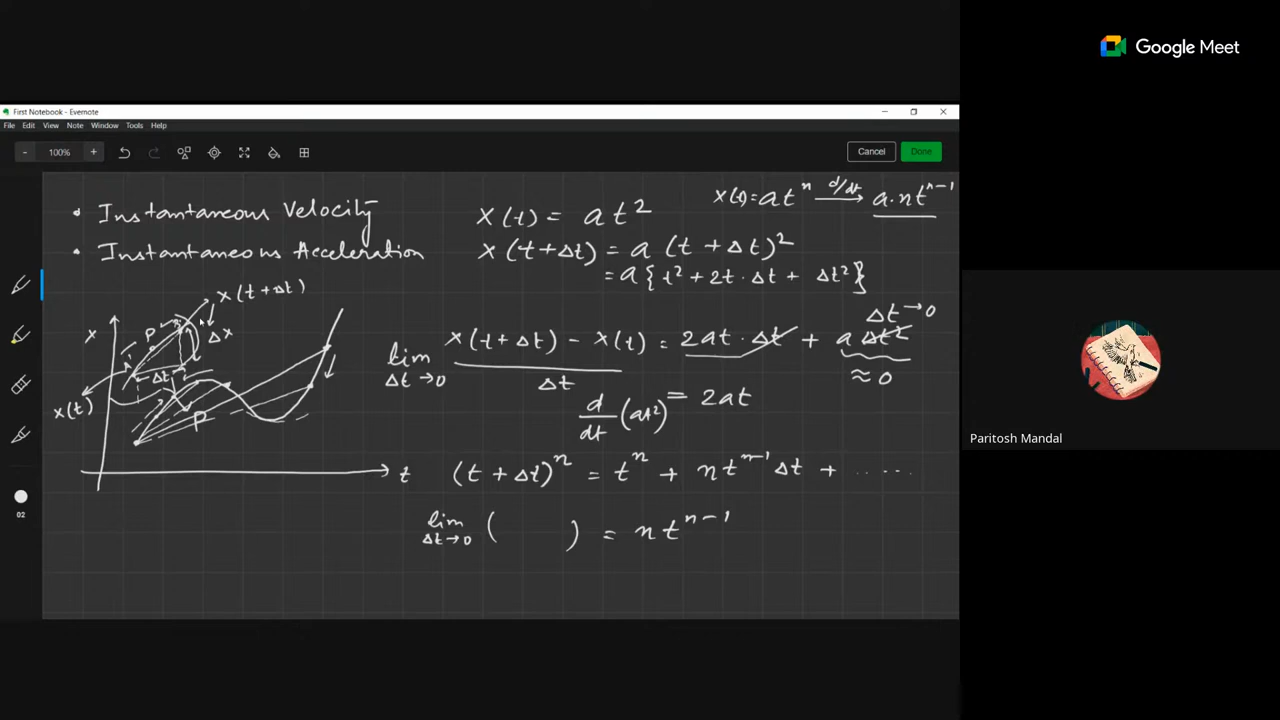 Google Meet
First Notebook - Evernote
File Edit View Note Window Tools Help
- 100% +
Cancel Done
• Instantaneous Velocity
• Instantaneous Acceleration
x(t) = at² 
x(t) = at^n —d/dt→ a·nt^(n-1)
x(t+Δt) = a(t+Δt)²
= a{t² + 2t·Δt + Δt²}
Δt→0
lim Δt→0 (x(t+Δt) - x(t))/Δt = 2at·Δt + aΔt²
≈ 0
d/dt (at²) = 2at
(t+Δt)^n = t^n + nt^(n-1) Δt + ......
lim Δt→0 ( ) = nt^(n-1)
x(t+Δt)
x
P
Δx
Δt
x(t)
P
t
02
Paritosh Mandal